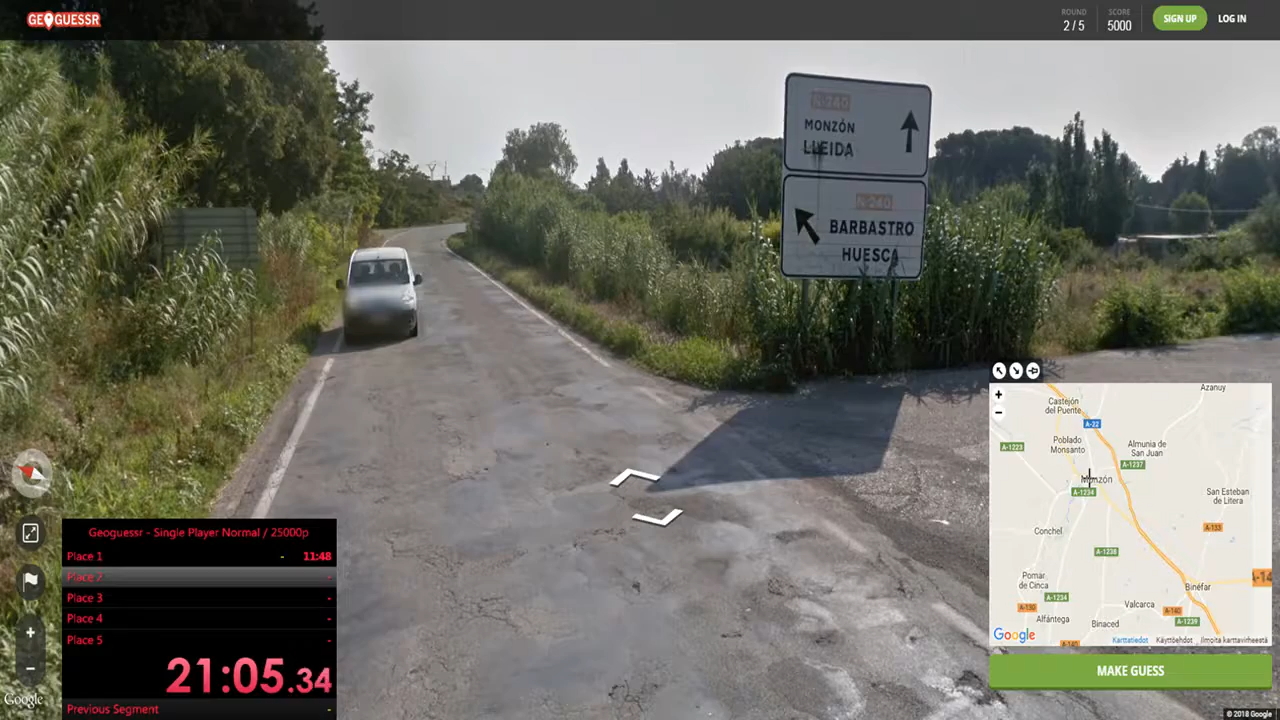 GEOGUESSR
ROUND
2 / 5
SCORE
5000
SIGN UP
LOG IN
N-240
MONZÓN
LLEIDA
N-240
BARBASTRO
HUESCA
Geoguessr - Single Player Normal / 25000p
Place 1 - 11:48
Place 2 -
Place 3 -
Place 4 -
Place 5 -
21:05.34
Previous Segment -
Google
+
−
+
−
Azanuy
Castejón
del Puente
A-22
Poblado
Monsanto
Almunia de
San Juan
A-1223
A-1237
Monzón
A-1234
San Esteban
de Litera
A-133
Conchel
A-1238
Pomar
de Cinca
A-1234
Binéfar
A-14
A-130
Valcarca
A-140
Alfántega
Binaced
A-1239
A-140
Google
Karttatiedot
Käyttöehdot
Ilmoita karttavirheestä
MAKE GUESS
© 2018 Google